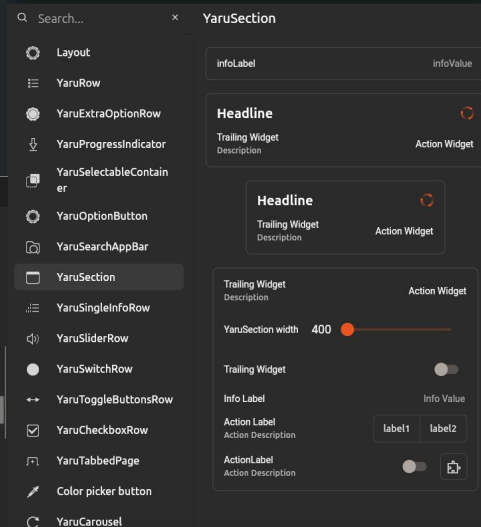 Search...
YaruSection
Layout
YaruRow
YaruExtraOptionRow
YaruProgressIndicator
YaruSelectableContain
er
YaruOptionButton
YaruSearchAppBar
YaruSection
YaruSingleInfoRow
YaruSliderRow
YaruSwitchRow
YaruToggleButtonsRow
YaruCheckboxRow
YaruTabbedPage
Color picker button
YaruCarousel
infoLabel infoValue
Headline
Trailing Widget
Description
Action Widget
Headline
Trailing Widget
Description
Action Widget
Trailing Widget
Description
Action Widget
YaruSection width 400
Trailing Widget
Info Label Info Value
Action Label
Action Description
label1 label2
ActionLabel
Action Description